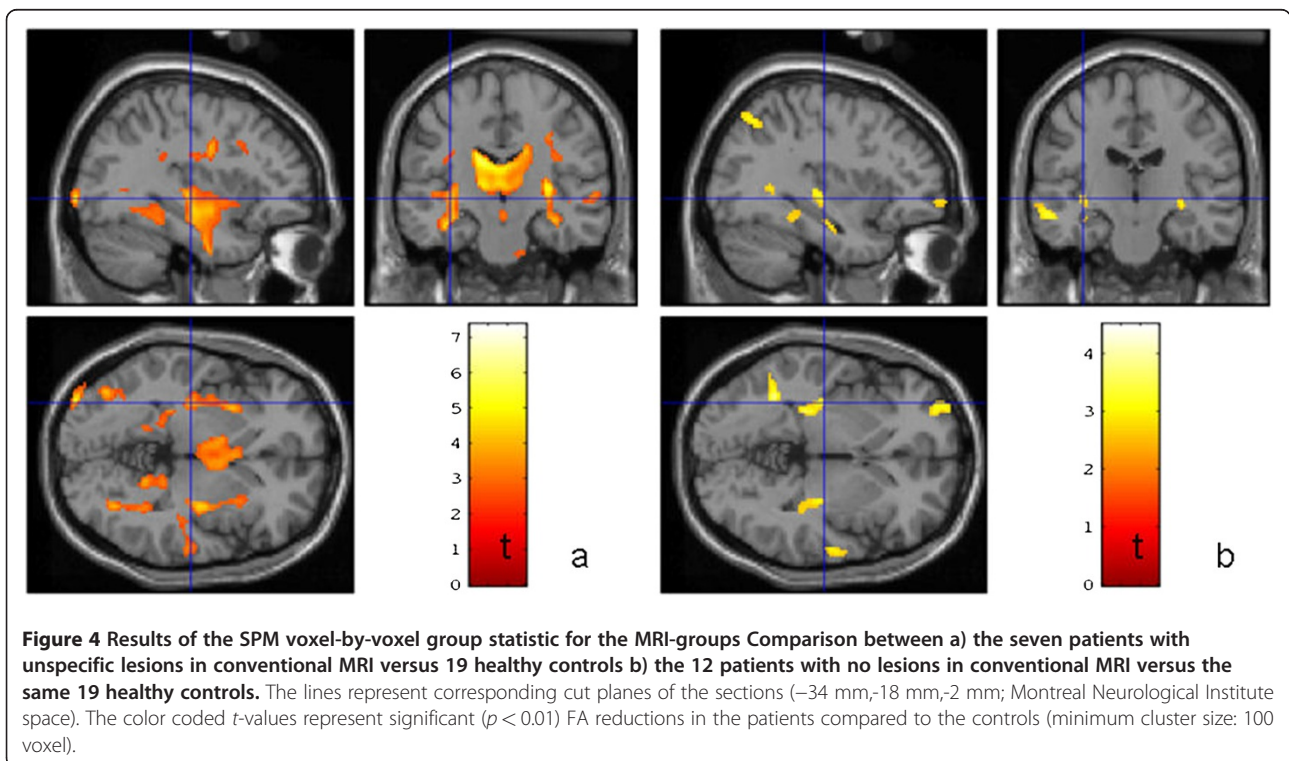 7
6
5
4
3
2
1
0
t
a
4
3
2
1
0
t
b
Figure 4 Results of the SPM voxel-by-voxel group statistic for the MRI-groups Comparison between a) the seven patients with
unspecific lesions in conventional MRI versus 19 healthy controls b) the 12 patients with no lesions in conventional MRI versus the
same 19 healthy controls. The lines represent corresponding cut planes of the sections (−34 mm,-18 mm,-2 mm; Montreal Neurological Institute
space). The color coded t-values represent significant (p < 0.01) FA reductions in the patients compared to the controls (minimum cluster size: 100
voxel).